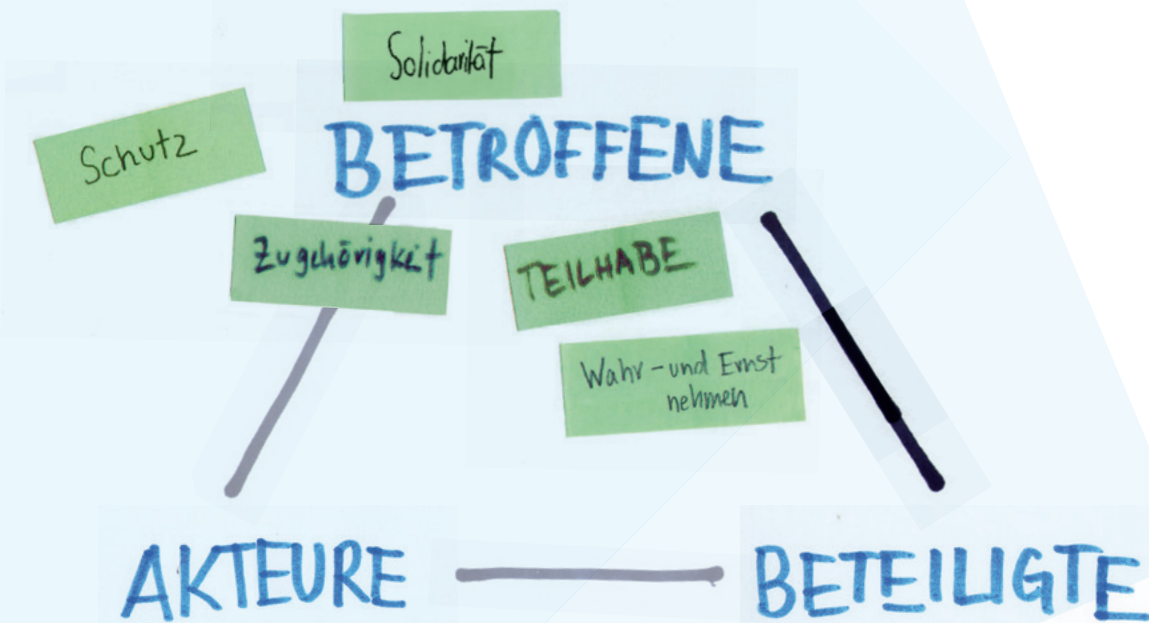 Solidarität
Schutz
BETROFFENE
Zugehörigkeit
TEILHABE
Wahr-und Ernst
nehmen
AKTEURE
BETEILIGTE